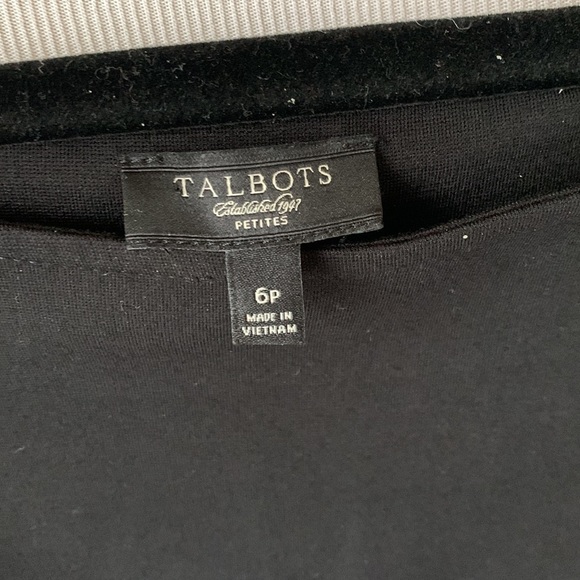 TALBOTS
Established 1947
PETITES
6P
MADE IN
VIETNAM